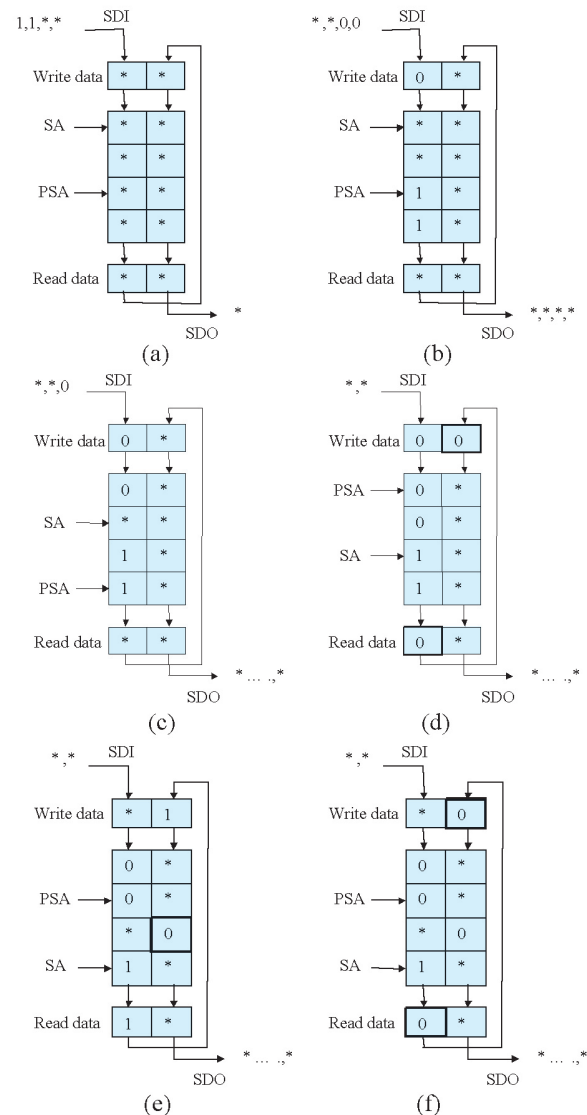 1,1,*,* SDI
Write data * *
SA * *
* *
PSA * *
* *
Read data * *
SDO *
(a)
*,*,0,0 SDI
Write data 0 *
SA * *
* *
PSA 1 *
1 *
Read data * *
SDO *,*,*,*
(b)
*,*,0 SDI
Write data 0 *
0 *
SA * *
1 *
PSA 1 *
Read data * *
SDO *... .,*
(c)
*,* SDI
Write data 0 0
PSA 0 *
0 *
SA 1 *
1 *
Read data 0 *
SDO *... .,*
(d)
*,* SDI
Write data * 1
0 *
PSA 0 *
* 0
SA 1 *
Read data 1 *
SDO *... .,*
(e)
*,* SDI
Write data * 0
0 *
PSA 0 *
* 0
SA 1 *
Read data 0 *
SDO *... .,*
(f)